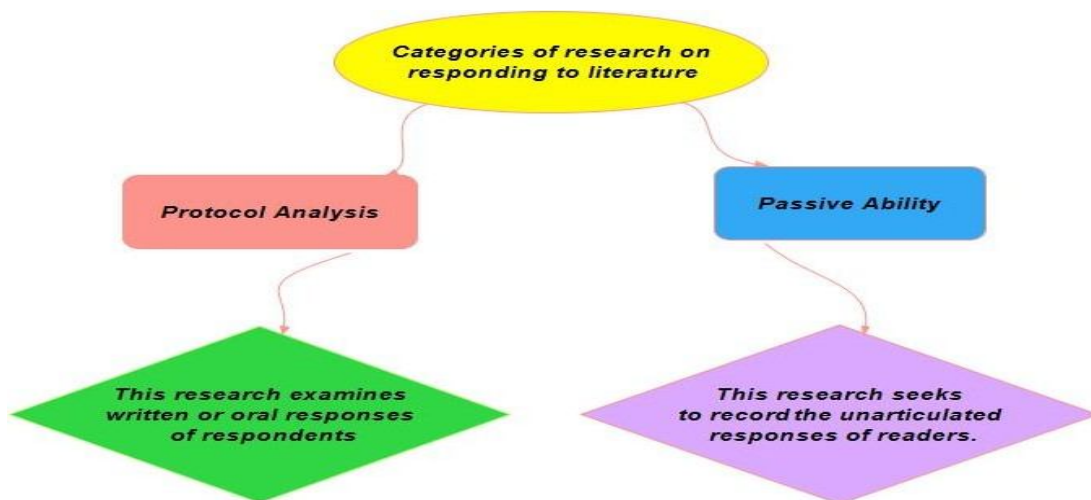 Categories of research on
responding to literature
Protocol Analysis
Passive Ability
This research examines
written or oral responses
of respondents
This research seeks
to record the unarticulated
responses of readers.